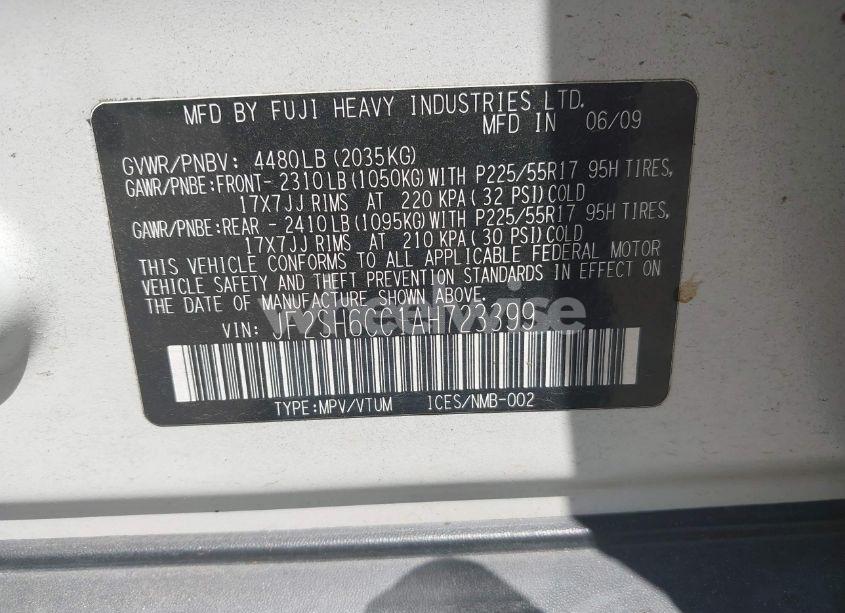 MFD BY FUJI HEAVY INDUSTRIES LTD.
MFD IN 06/09
GVWR/PNBV: 4480LB(2035KG)
GAWR/PNBE:FRONT- 2310LB(1050KG)WITH P225/55R17 95H TIRES,
17X7JJ RIMS AT 220 KPA(32 PSI)COLD
GAWR/PNBE:REAR - 2410LB(1095KG)WITH P225/55R17 95H TIRES,
17X7JJ RIMS AT 210 KPA(30 PSI)COLD
THIS VEHICLE CONFORMS TO ALL APPLICABLE FEDERAL MOTOR
VEHICLE SAFETY AND THEFT PREVENTION STANDARDS IN EFFECT ON
THE DATE OF MANUFACTURE SHOWN ABOVE.
wheelwise
VIN:
TYPE:MPV/VTUM ICES/NMB-002